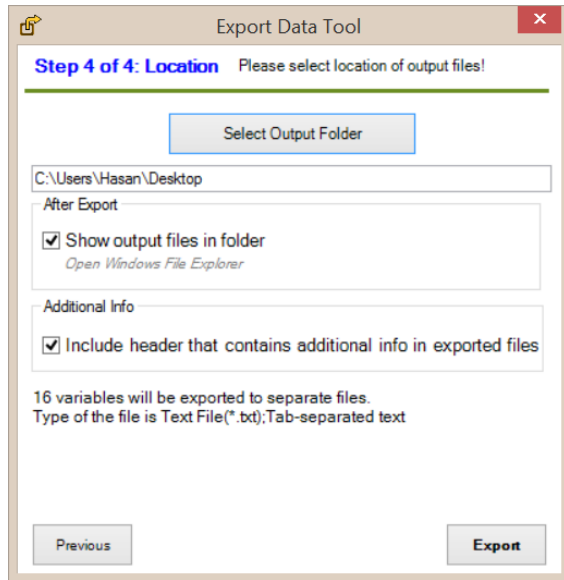 Export Data Tool
Step 4 of 4: Location Please select location of output files!
Select Output Folder
C:\Users\Hasan\Desktop
After Export
Show output files in folder
Open Windows File Explorer
Additional Info
Include header that contains additional info in exported files
16 variables will be exported to separate files.
Type of the file is Text File(*.txt);Tab-separated text
Previous Export